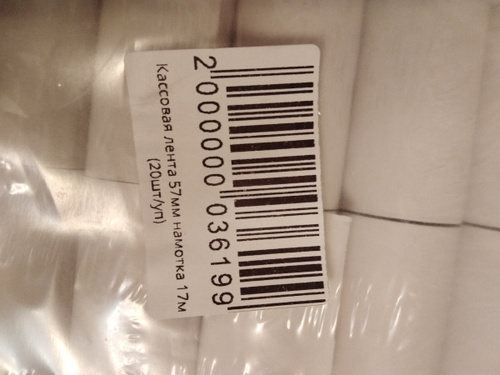 2 000000 036199
Кассовая лента 57мм намотка 17м
(20шт/уп)